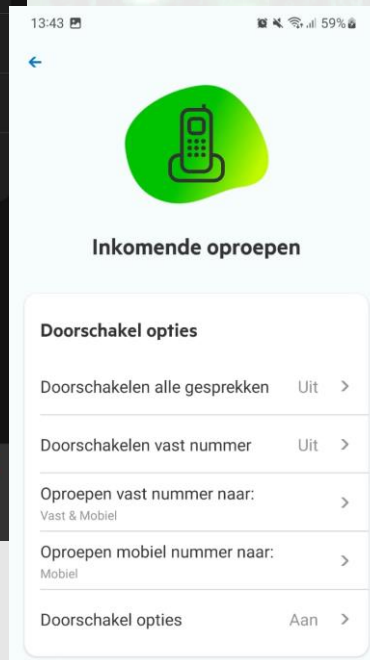 13:43
59%
Inkomende oproepen
Doorschakel opties
Doorschakelen alle gesprekken Uit
Doorschakelen vast nummer Uit
Oproepen vast nummer naar:
Vast & Mobiel
Oproepen mobiel nummer naar:
Mobiel
Doorschakel opties Aan